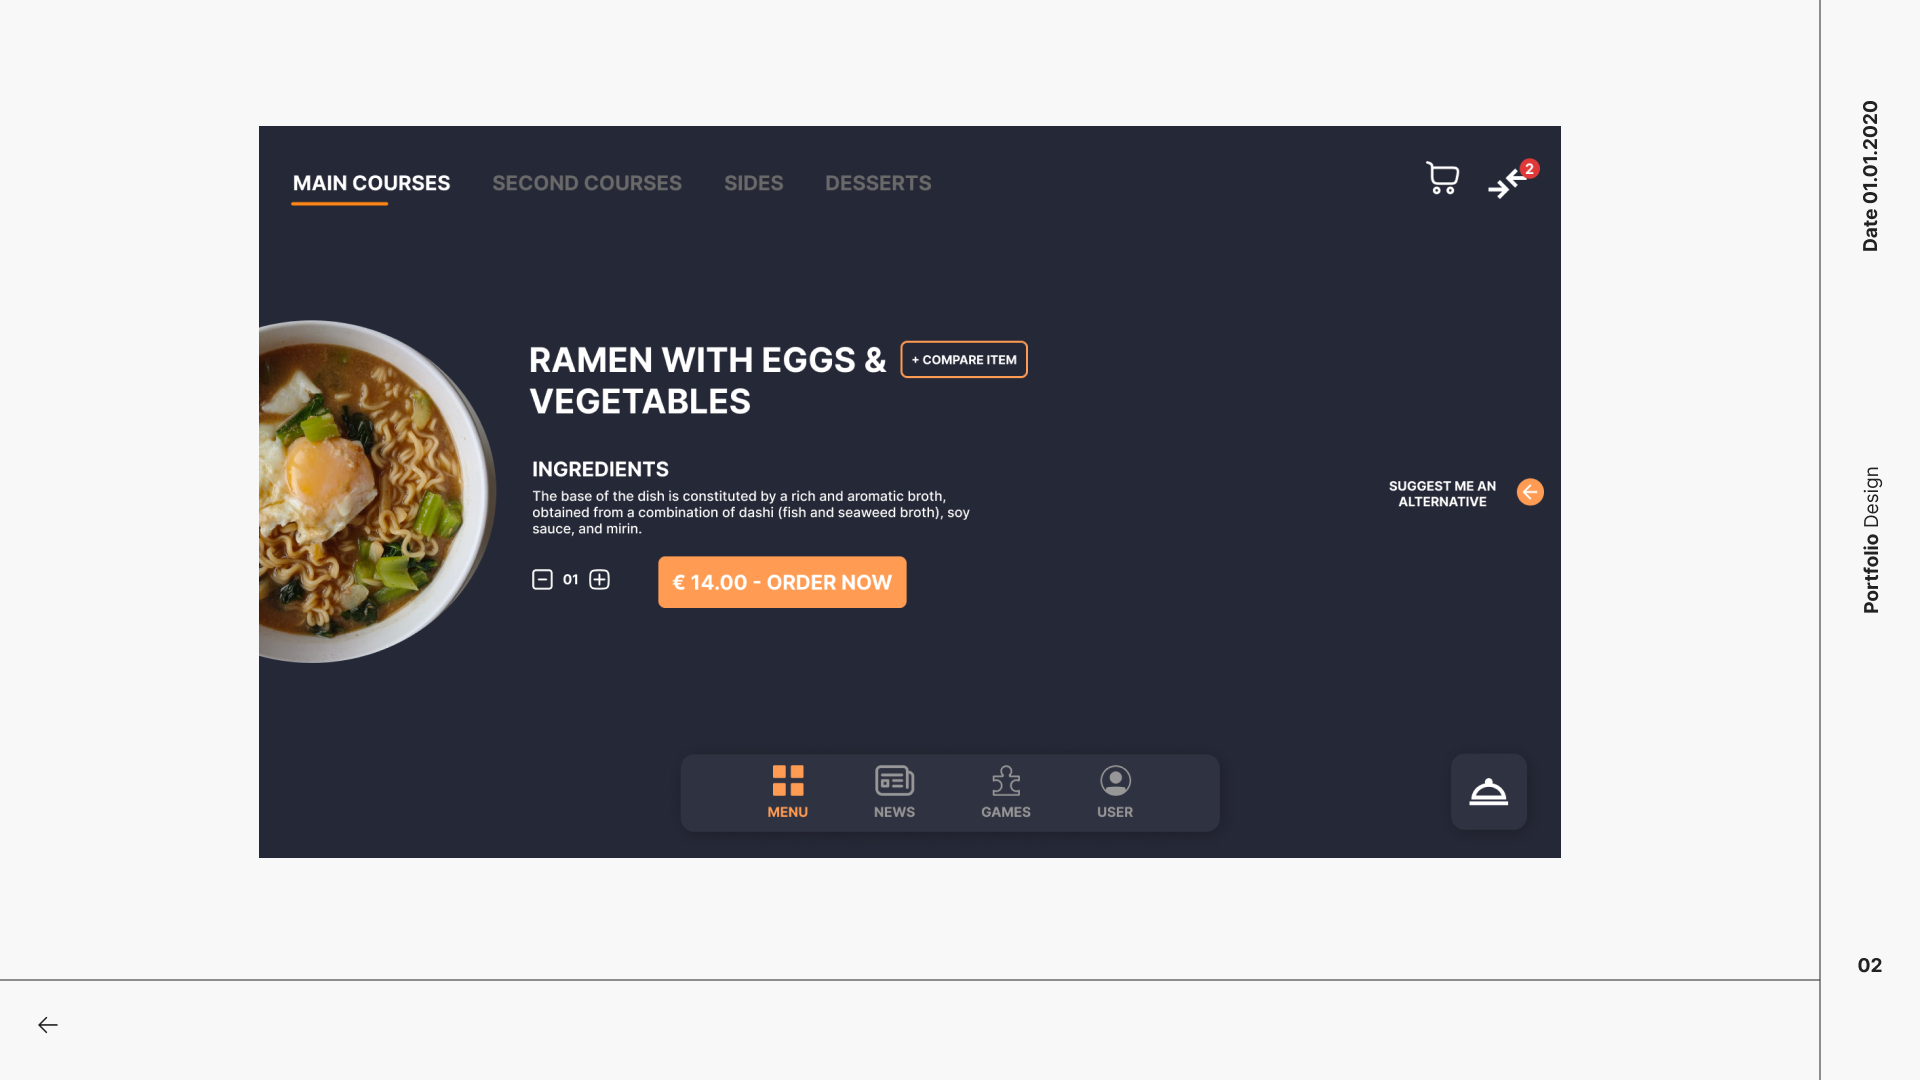 MAIN COURSES
SECOND COURSES
SIDES
DESSERTS
2
RAMEN WITH EGGS &
VEGETABLES
+ COMPARE ITEM
INGREDIENTS
The base of the dish is constituted by a rich and aromatic broth,
obtained from a combination of dashi (fish and seaweed broth), soy
sauce, and mirin.
01
€ 14.00 - ORDER NOW
SUGGEST ME AN
ALTERNATIVE
MENU
NEWS
GAMES
USER
Date 01.01.2020
Portfolio Design
02